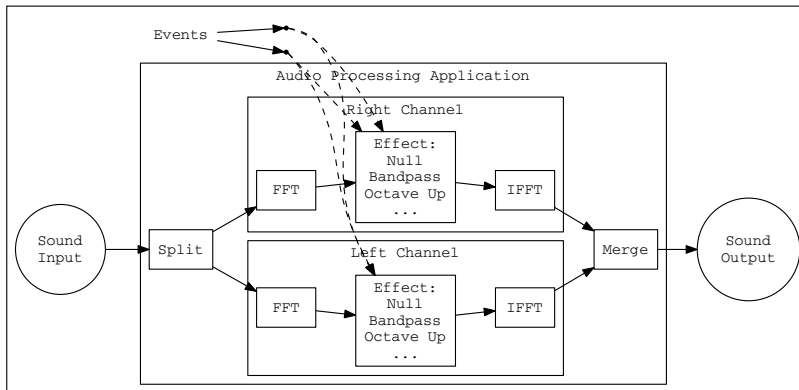 Events
Audio Processing Application
Right Channel
Effect:
Null
Bandpass
Octave Up
...
FFT
IFFT
Sound
Input
Split
Merge
Sound
Output
Left Channel
Effect:
Null
Bandpass
Octave Up
...
FFT
IFFT